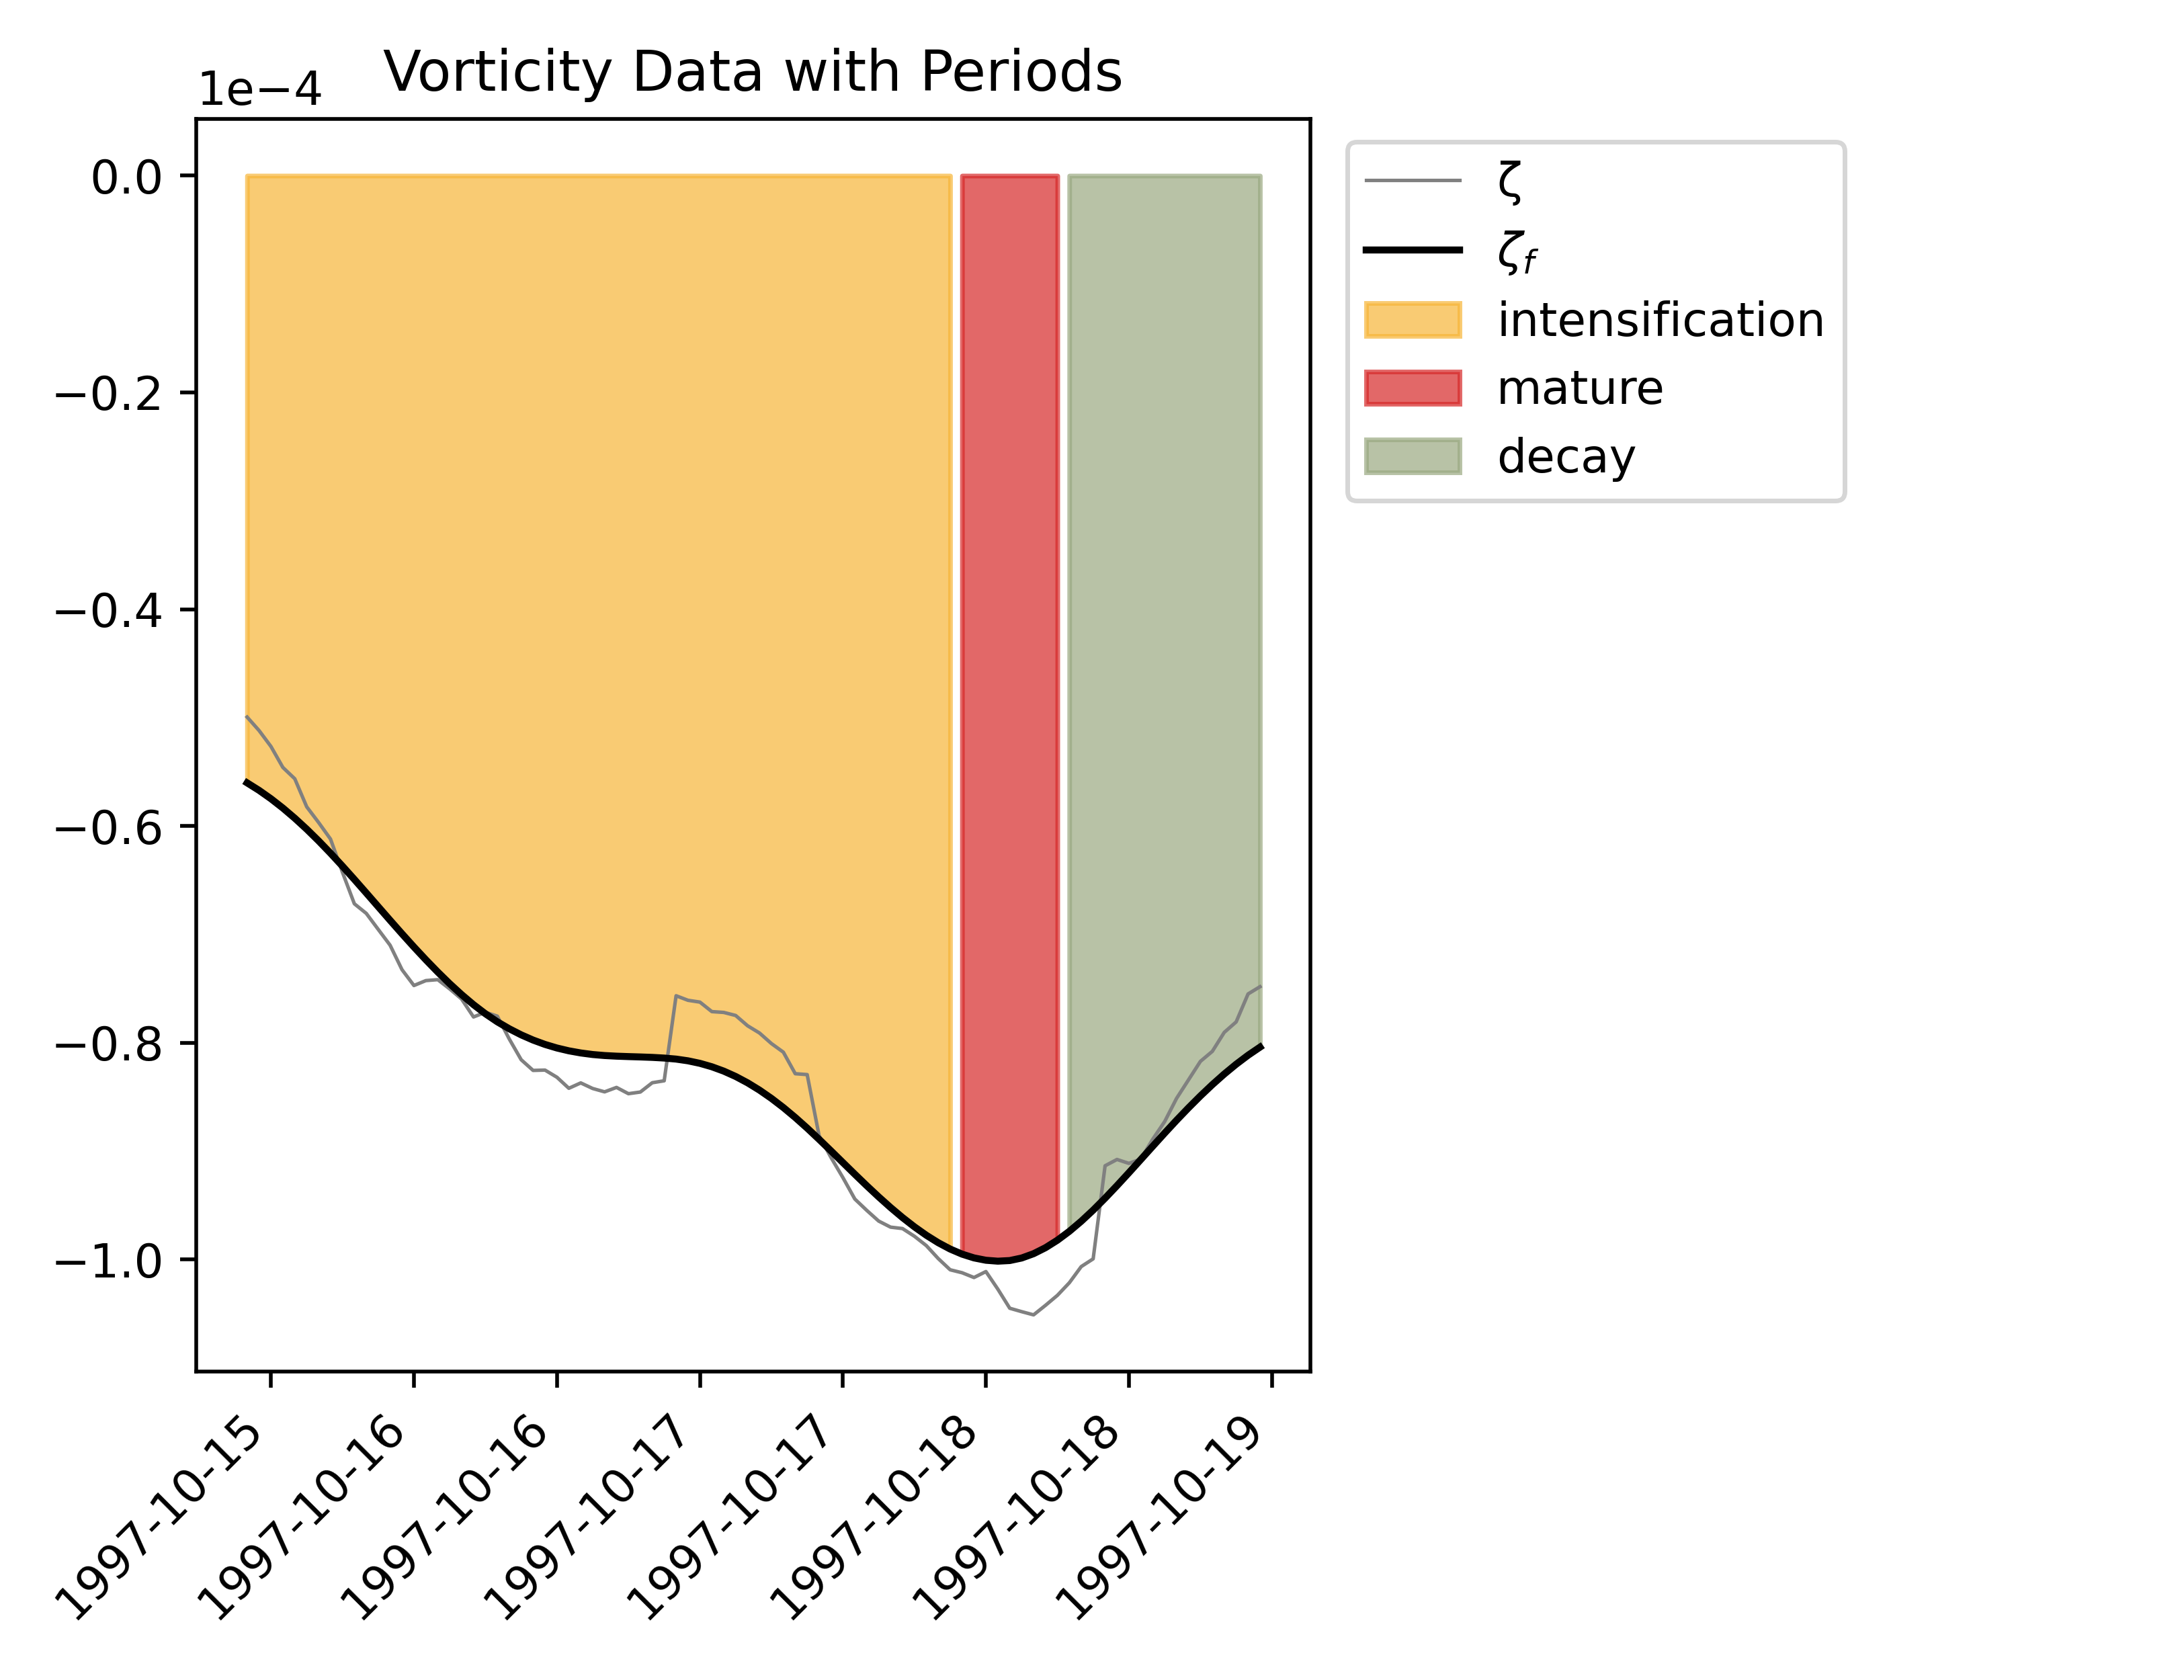 Vorticity Data with Periods
1e−4
0.0
−0.2
−0.4
−0.6
−0.8
−1.0
1997-10-15
1997-10-16
1997-10-16
1997-10-17
1997-10-17
1997-10-18
1997-10-18
1997-10-19
ζ
ζf
intensification
mature
decay